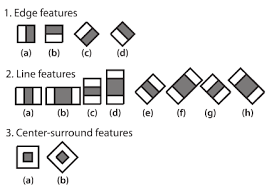 1. Edge features
(a) (b) (c) (d)
2. Line features
(a) (b) (c) (d) (e) (f) (g) (h)
3. Center-surround features
(a) (b)